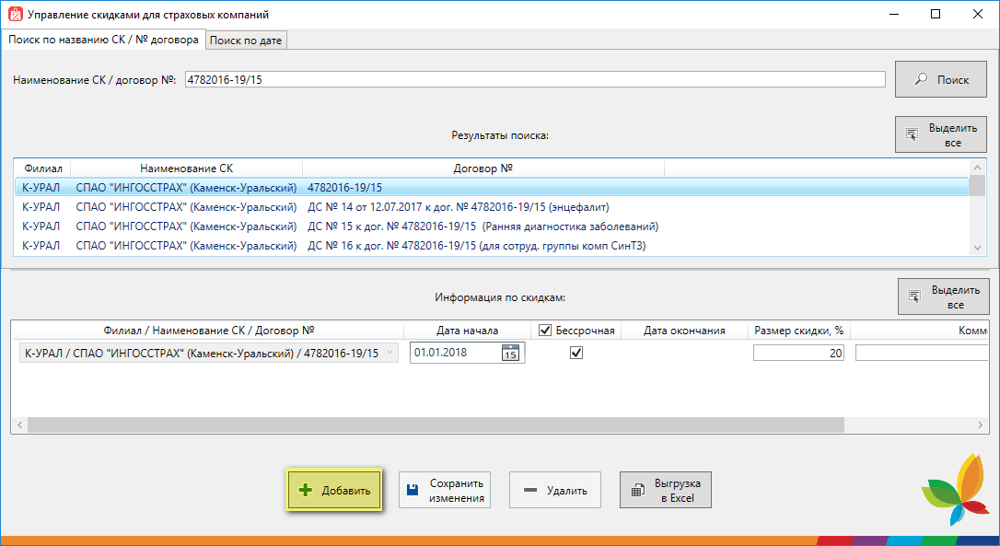 Управление скидками для страховых компаний
Поиск по названию СК / № договора
Поиск по дате
Наименование СК / договор №: 4782016-19/15
Поиск
Результаты поиска:
Выделить
все
Филиал Наименование СК Договор №
К-УРАЛ СПАО "ИНГОССТРАХ" (Каменск-Уральский) 4782016-19/15
К-УРАЛ СПАО "ИНГОССТРАХ" (Каменск-Уральский) ДС № 14 от 12.07.2017 к дог. № 4782016-19/15 (энцефалит)
К-УРАЛ СПАО "ИНГОССТРАХ" (Каменск-Уральский) ДС № 15 к дог. № 4782016-19/15 (Ранняя диагностика заболеваний)
К-УРАЛ СПАО "ИНГОССТРАХ" (Каменск-Уральский) ДС № 16 к дог. № 4782016-19/15 (для сотруд. группы комп СинТЗ)
Информация по скидкам:
Выделить
все
Филиал / Наименование СК / Договор № Дата начала Бессрочная Дата окончания Размер скидки, % Комм
К-УРАЛ / СПАО "ИНГОССТРАХ" (Каменск-Уральский) / 4782016-19/15 01.01.2018 15 20
Добавить
Сохранить
изменения
Удалить
Выгрузка
в Excel